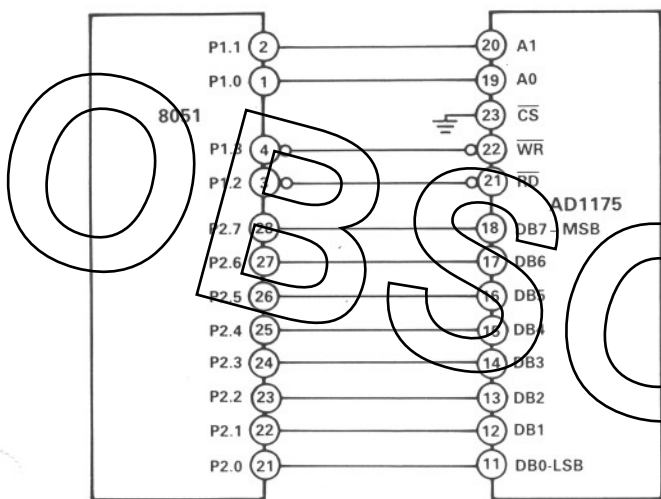 P1.1 2 20 A1
P1.0 1 19 A0
8051 23 CS
P1.3 4 22 WR
P1.2 3 21 RD
AD1175
P2.7 28 18 DB7-MSB
P2.6 27 17 DB6
P2.5 26 16 DB5
P2.4 25 15 DB4
P2.3 24 14 DB3
P2.2 23 13 DB2
P2.1 22 12 DB1
P2.0 21 11 DB0-LSB
OBSO